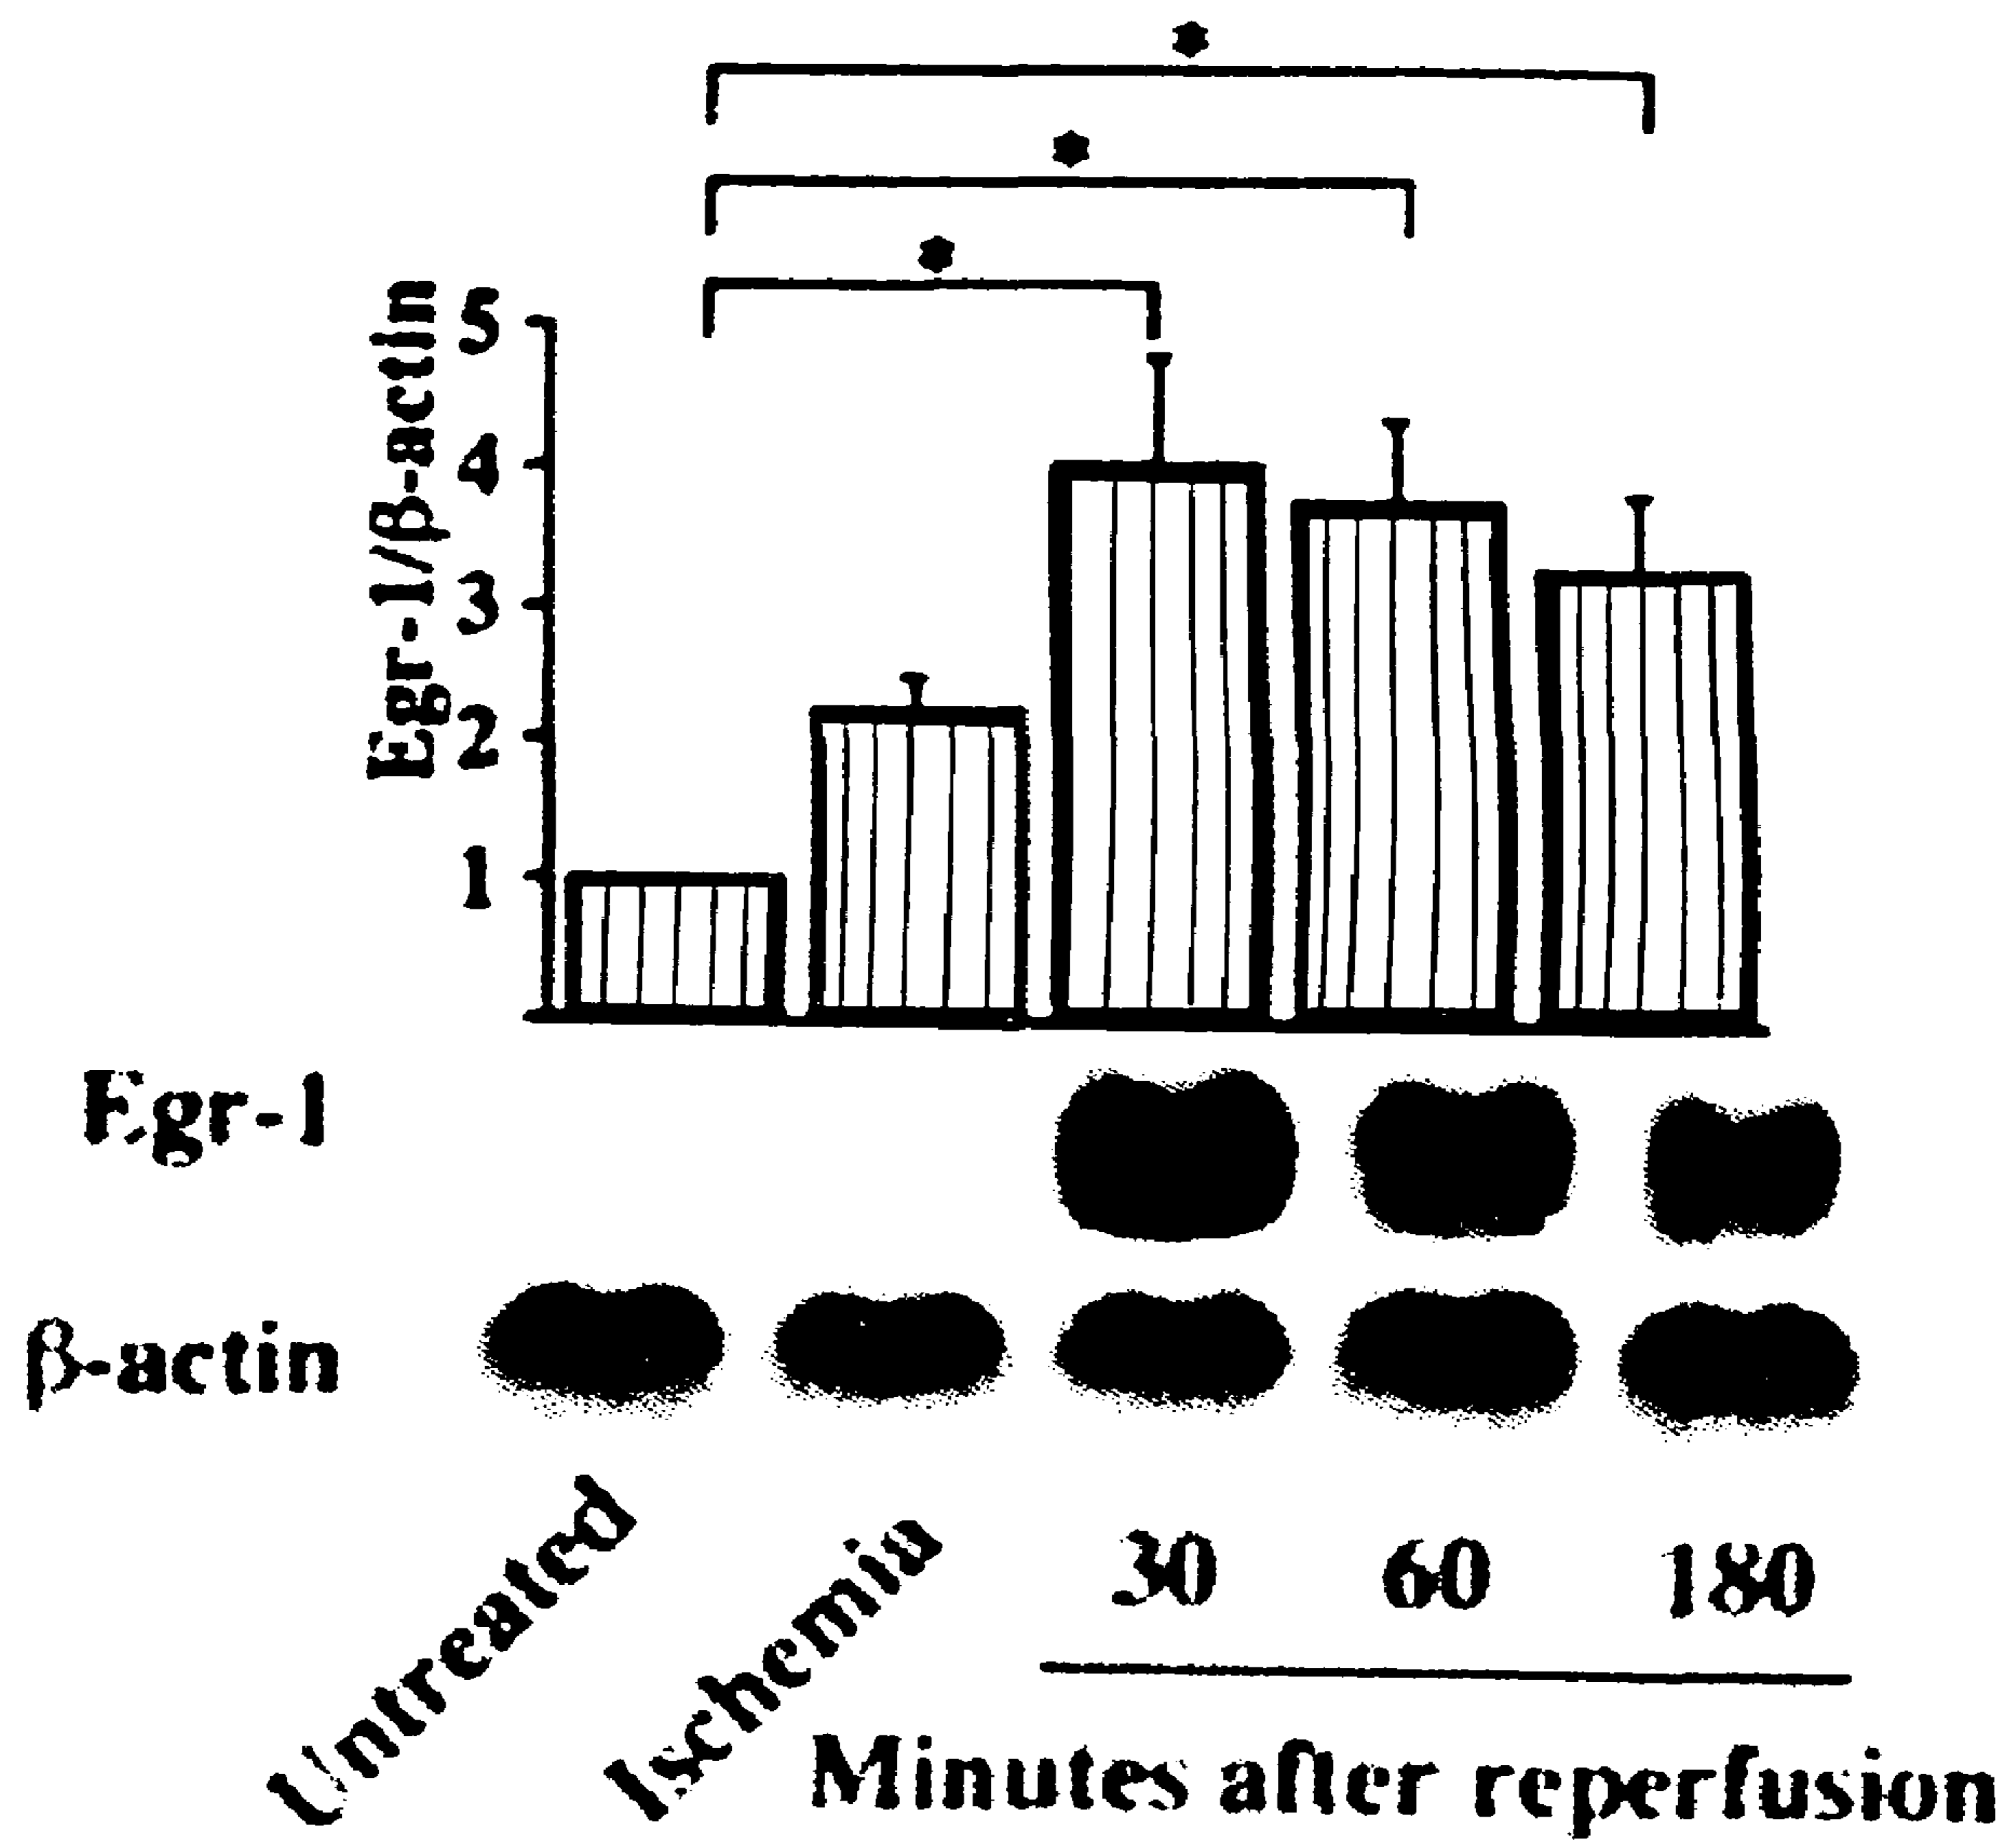 *
*
*
Egr-1/β-actin
5
4
3
2
1
Egr-1
β-actin
Untreated
Ischemia
30 60 180
Minutes after reperfusion